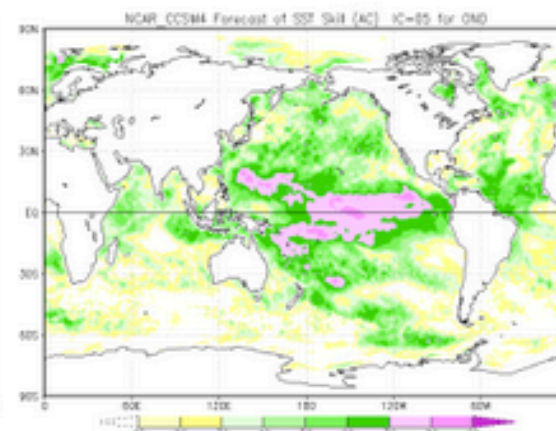 NCAR_CCSM4 Forecast of SST Skill (AC) IC=05 for OND
90N
60N
30N
EQ
30S
60S
90S
0 60E 120E 180 120W 60W